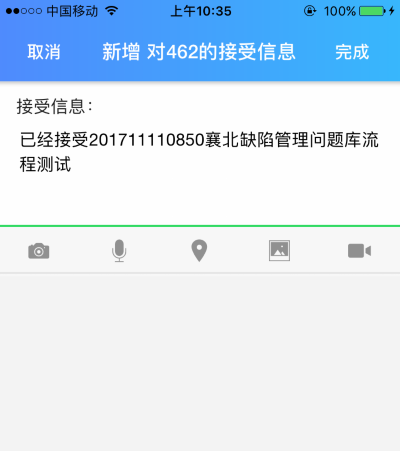 中国移动 上午10:35 100%
取消 新增 对462的接受信息 完成
接受信息：
已经接受201711110850襄北缺陷管理问题库流
程测试